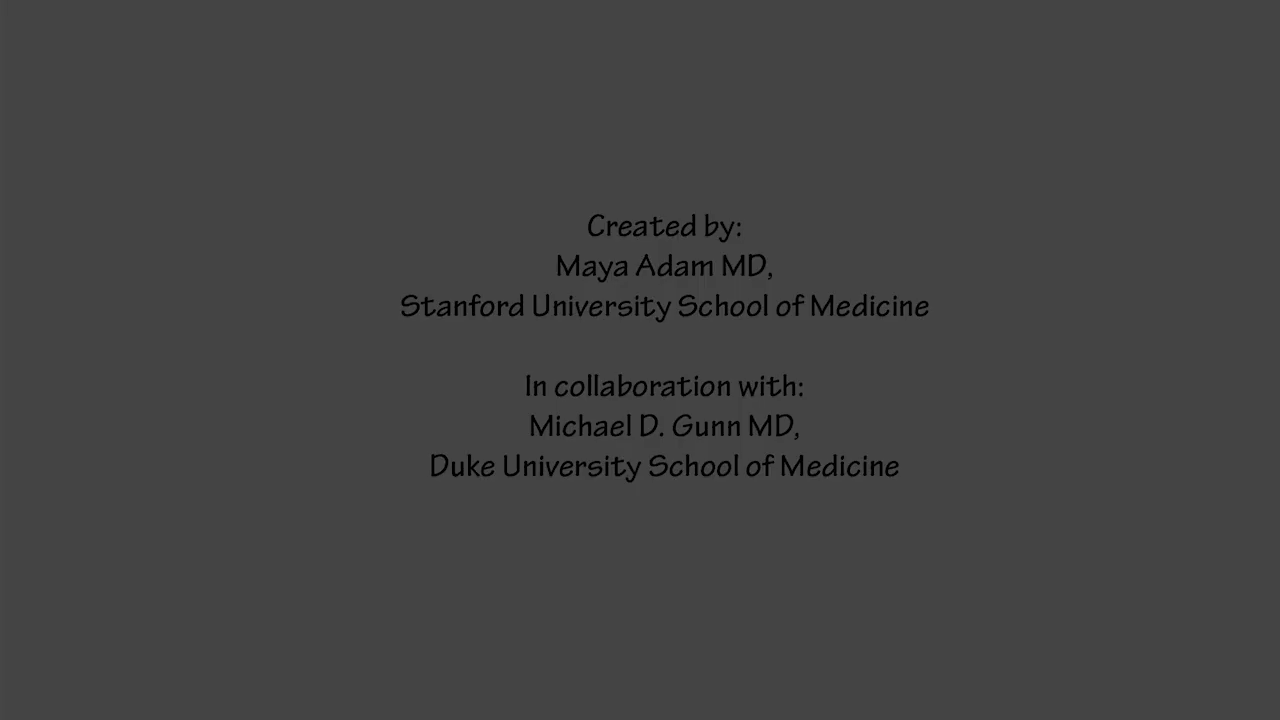 Created by:
Maya Adam MD,
Stanford University School of Medicine
In collaboration with:
Michael D. Gunn MD,
Duke University School of Medicine